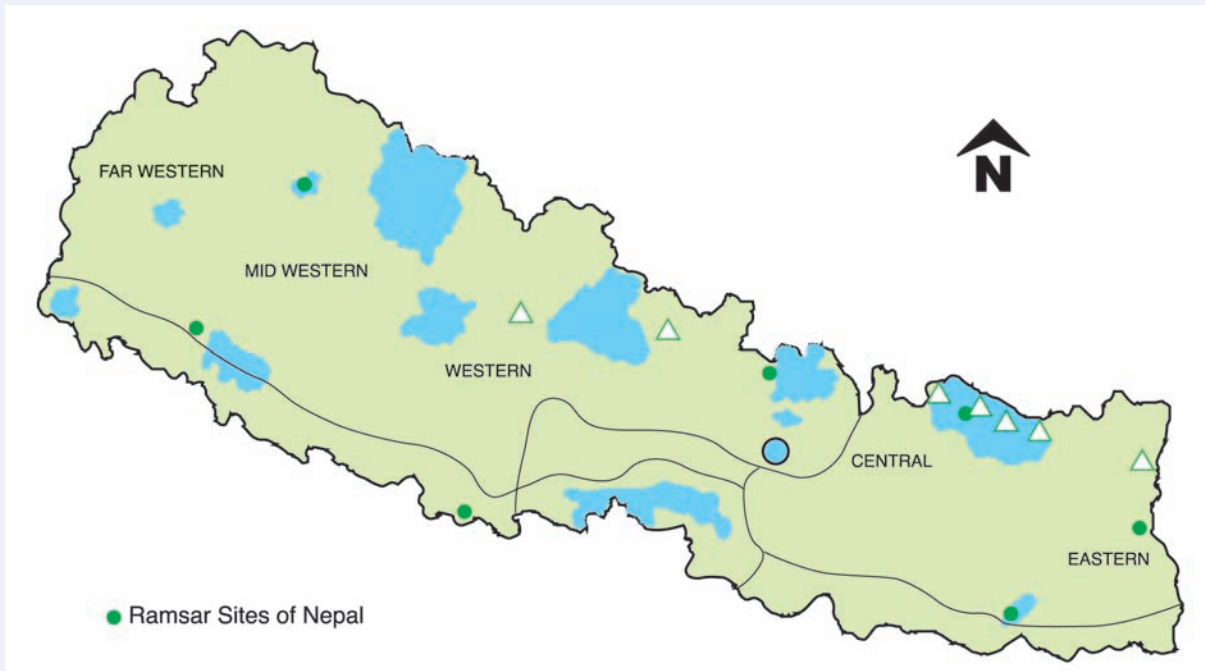 FAR WESTERN
N
MID WESTERN
WESTERN
CENTRAL
EASTERN
Ramsar Sites of Nepal